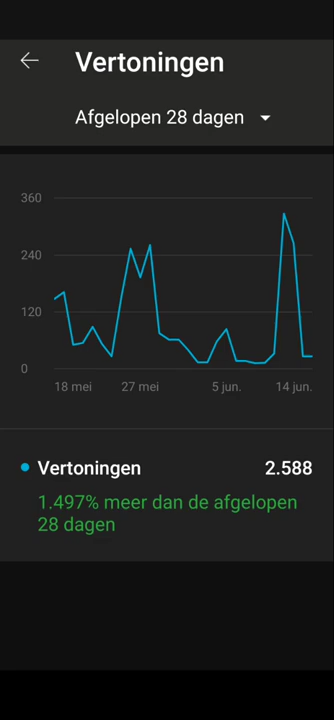 Vertoningen
Afgelopen 28 dagen
360
240
120
0
18 mei 27 mei 5 jun. 14 jun.
Vertoningen 2.588
1.497% meer dan de afgelopen
28 dagen